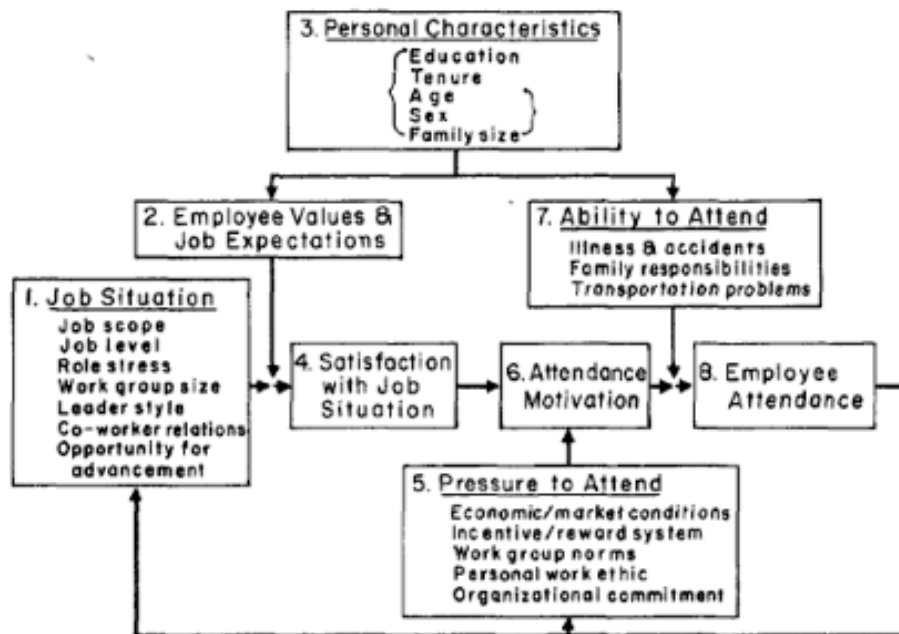 3. Personal Characteristics
Education
Tenure
Age
Sex
Family size
2. Employee Values &
Job Expectations
7. Ability to Attend
Illness & accidents
Family responsibilities
Transportation problems
1. Job Situation
Job scope
Job level
Role stress
Work group size
Leader style
Co-worker relations
Opportunity for
advancement
4. Satisfaction
with Job
Situation
6. Attendance
Motivation
8. Employee
Attendance
5. Pressure to Attend
Economic/market conditions
Incentive/reward system
Work group norms
Personal work ethic
Organizational commitment